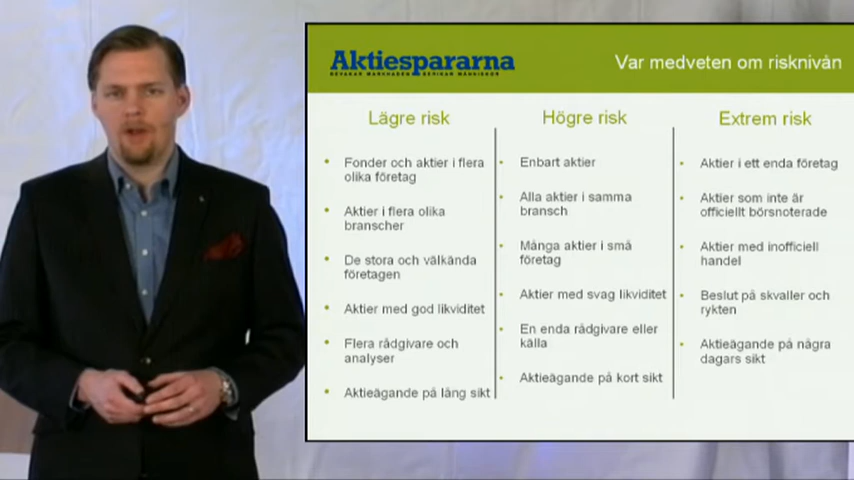 Aktiespararna
BEVAKAR MARKNADEN SERVAR MÄNNISKOR
Var medveten om risknivån
Lägre risk
Fonder och aktier i flera
olika företag
Aktier i flera olika
branscher
De stora och välkända
företagen
Aktier med god likviditet
Flera rådgivare och
analyser
Aktieägande på lång sikt
Högre risk
Enbart aktier
Alla aktier i samma
bransch
Många aktier i små
företag
Aktier med svag likviditet
En enda rådgivare eller
källa
Aktieägande på kort sikt
Extrem risk
Aktier i ett enda företag
Aktier som inte är
officiellt börsnoterade
Aktier med inofficiell
handel
Beslut på skvaller och
rykten
Aktieägande på några
dagars sikt